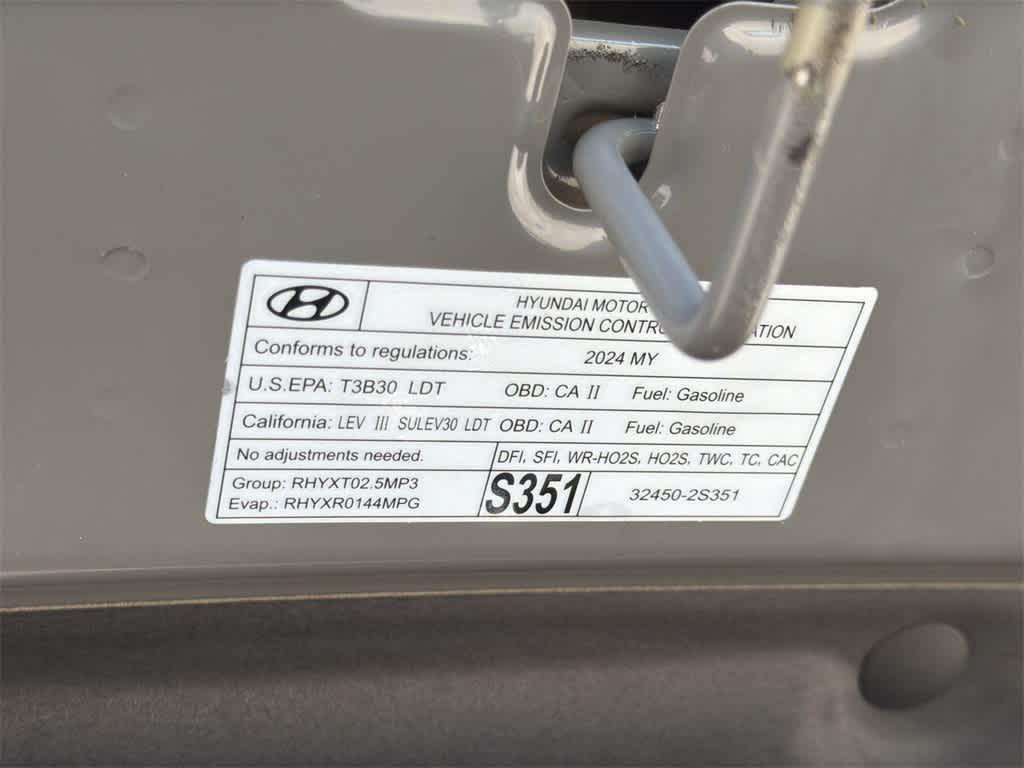 HYUNDAI MOTOR
VEHICLE EMISSION
Conforms to regulations: 2024 MY
U.S.EPA: T3B30 LDT OBD: CA II Fuel: Gasoline
California: LEV III SULEV30 LDT OBD: CA II Fuel: Gasoline
No adjustments needed. DFI, SFI, WR-HO2S, HO2S, TWC, TC, CAC
Group: RHYXT02.5MP3
Evap.: RHYXR0144MPG
S351
32450-2S351